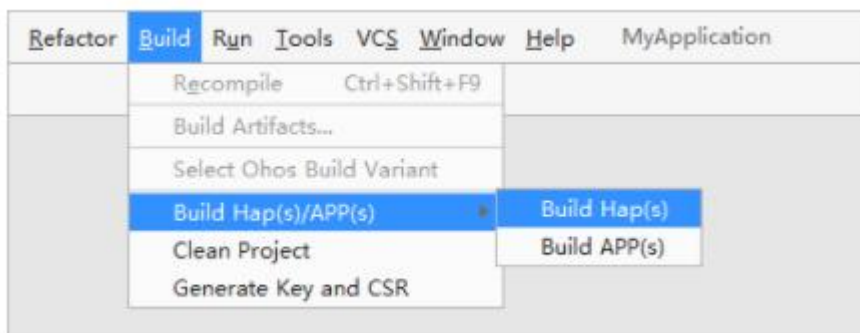 Refactor Build Run Tools VCS Window Help MyApplication
Recompile Ctrl+Shift+F9
Build Artifacts...
Select Ohos Build Variant
Build Hap(s)/APP(s) Build Hap(s)
Clean Project Build APP(s)
Generate Key and CSR